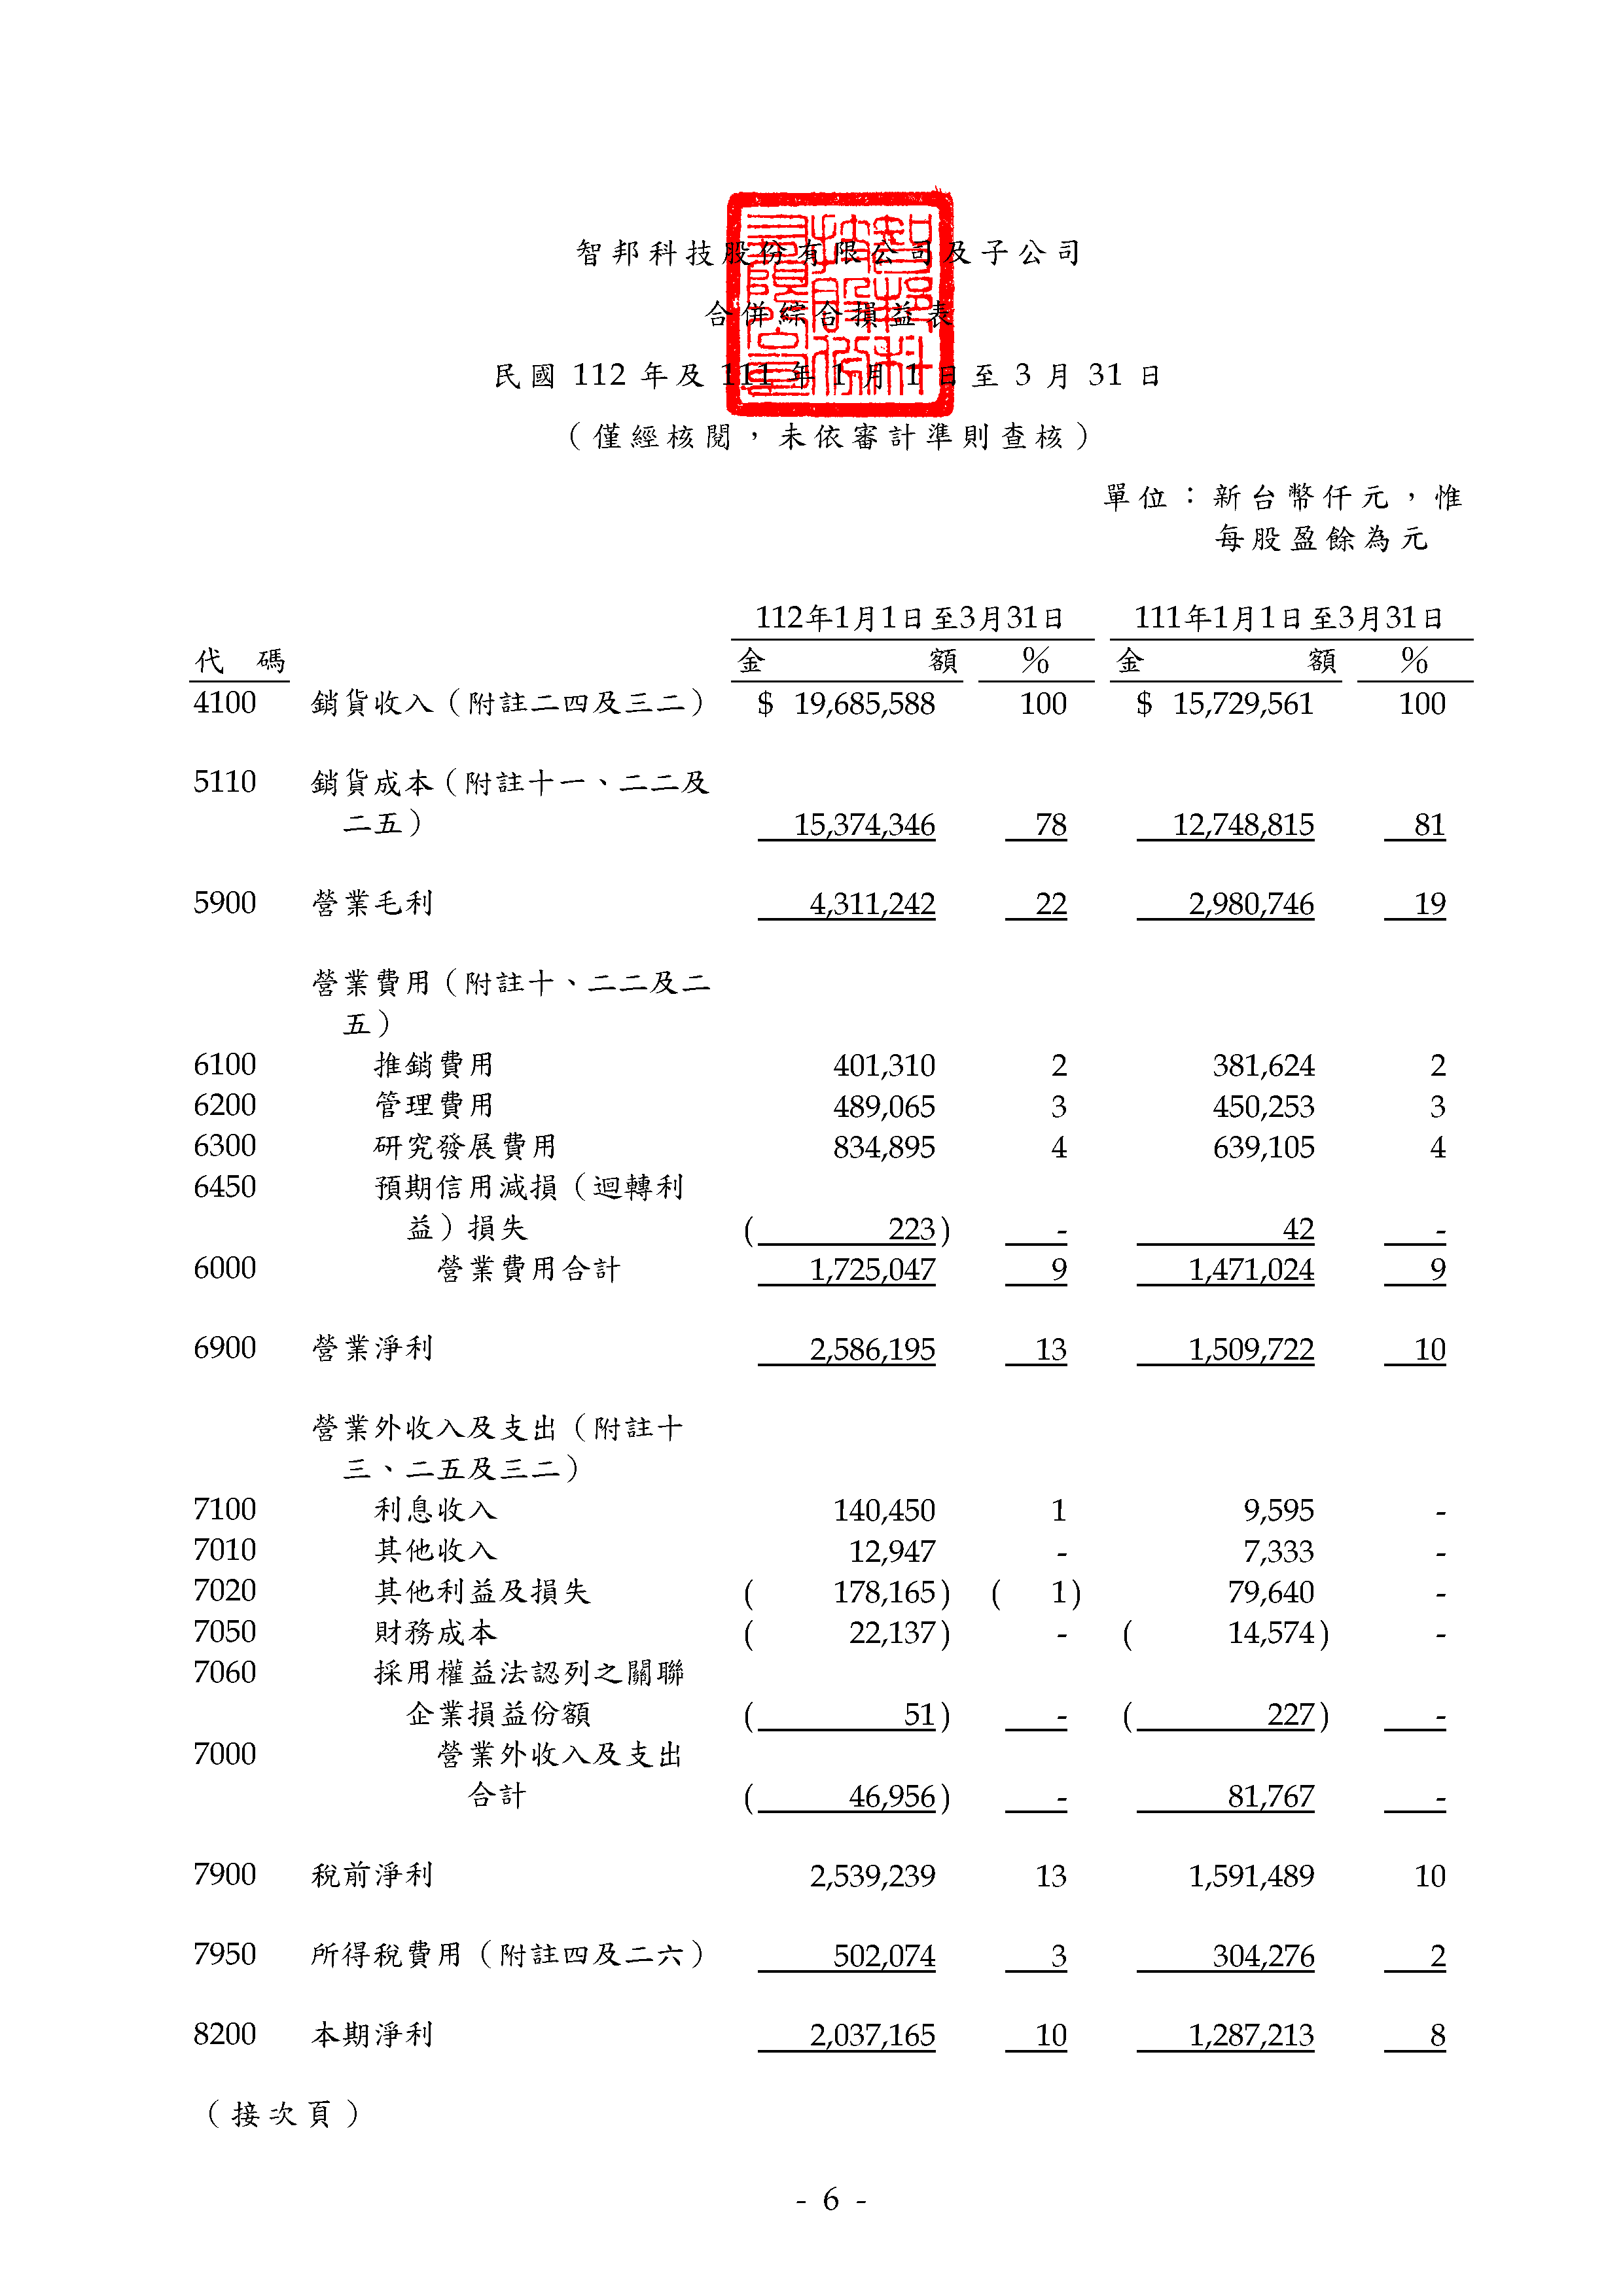 智邦科技股份有限公司及子公司
合併綜合損益表
民國 112 年及 111 年 1 月 1 日至 3 月 31 日
（僅經核閱，未依審計準則查核）
單位：新台幣仟元，惟
每股盈餘為元
112年1月1日至3月31日 111年1月1日至3月31日
代 碼 金 額 % 金 額 %
4100 銷貨收入（附註二四及三二） $ 19,685,588 100 $ 15,729,561 100
5110 銷貨成本（附註十一、二二及
二五） 15,374,346 78 12,748,815 81
5900 營業毛利 4,311,242 22 2,980,746 19
營業費用（附註十、二二及二
五）
6100 推銷費用 401,310 2 381,624 2
6200 管理費用 489,065 3 450,253 3
6300 研究發展費用 834,895 4 639,105 4
6450 預期信用減損（迴轉利
益）損失 ( 223) - 42 -
6000 營業費用合計 1,725,047 9 1,471,024 9
6900 營業淨利 2,586,195 13 1,509,722 10
營業外收入及支出（附註十
三、二五及三二）
7100 利息收入 140,450 1 9,595 -
7010 其他收入 12,947 - 7,333 -
7020 其他利益及損失 ( 178,165) ( 1) 79,640 -
7050 財務成本 ( 22,137) - ( 14,574) -
7060 採用權益法認列之關聯
企業損益份額 ( 51) - ( 227) -
7000 營業外收入及支出
合計 ( 46,956) - 81,767 -
7900 稅前淨利 2,539,239 13 1,591,489 10
7950 所得稅費用（附註四及二六） 502,074 3 304,276 2
8200 本期淨利 2,037,165 10 1,287,213 8
（接次頁）
- 6 -